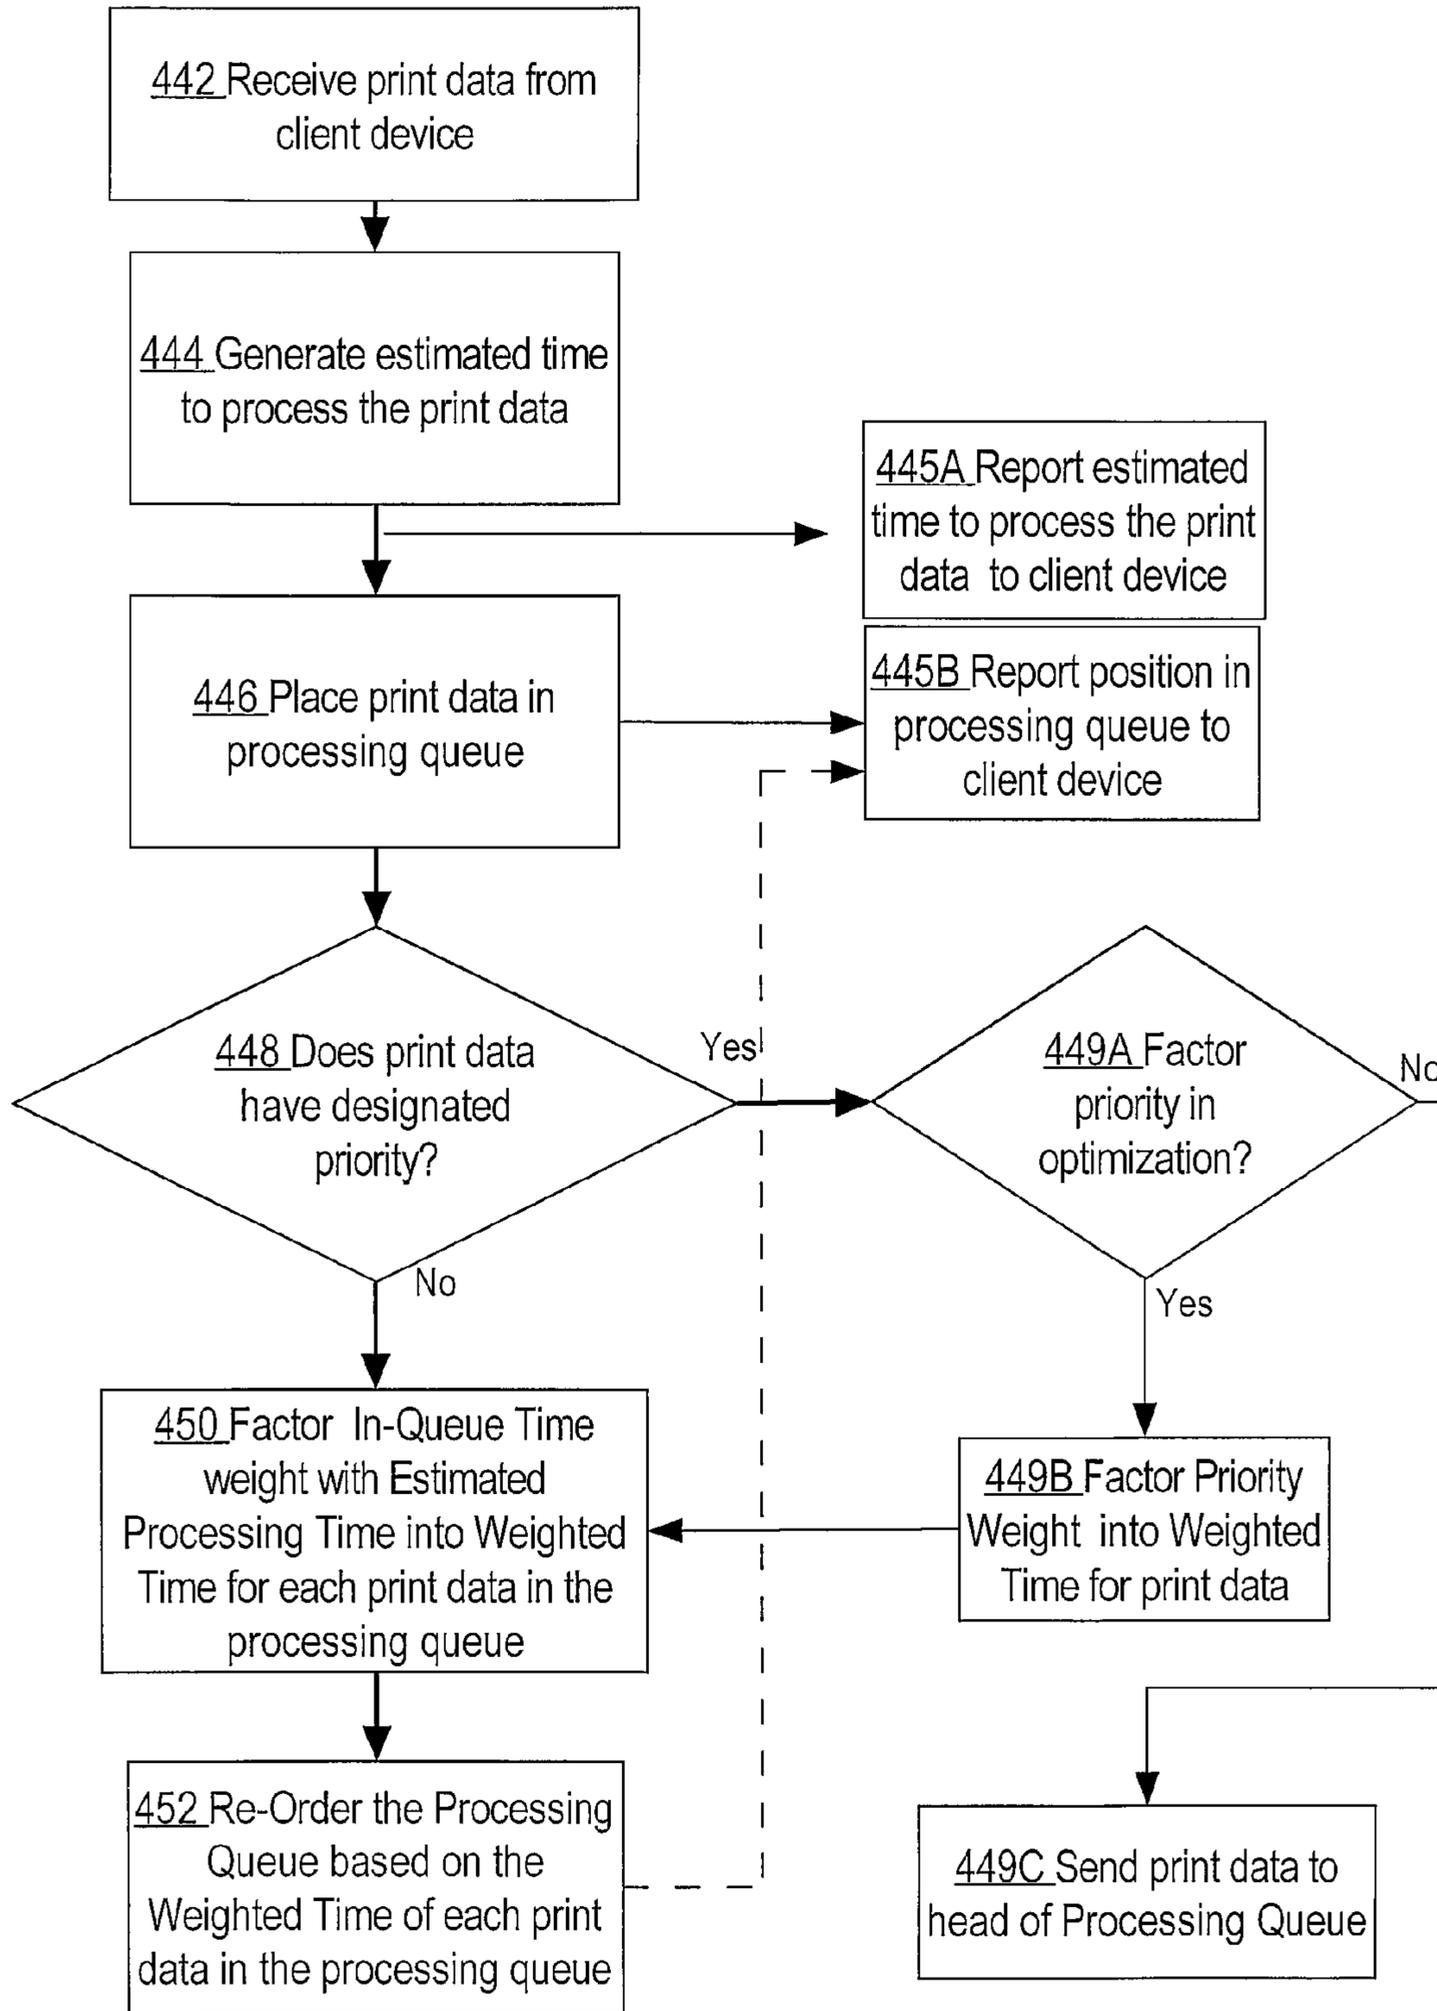 442 Receive print data from
client device
444 Generate estimated time
to process the print data
445A Report estimated
time to process the print
data to client device
446 Place print data in
processing queue
445B Report position in
processing queue to
client device
448 Does print data
have designated
priority?
Yes
No
449A Factor
priority in
optimization?
No
Yes
450 Factor In-Queue Time
weight with Estimated
Processing Time into Weighted
Time for each print data in the
processing queue
449B Factor Priority
Weight into Weighted
Time for print data
452 Re-Order the Processing
Queue based on the
Weighted Time of each print
data in the processing queue
449C Send print data to
head of Processing Queue